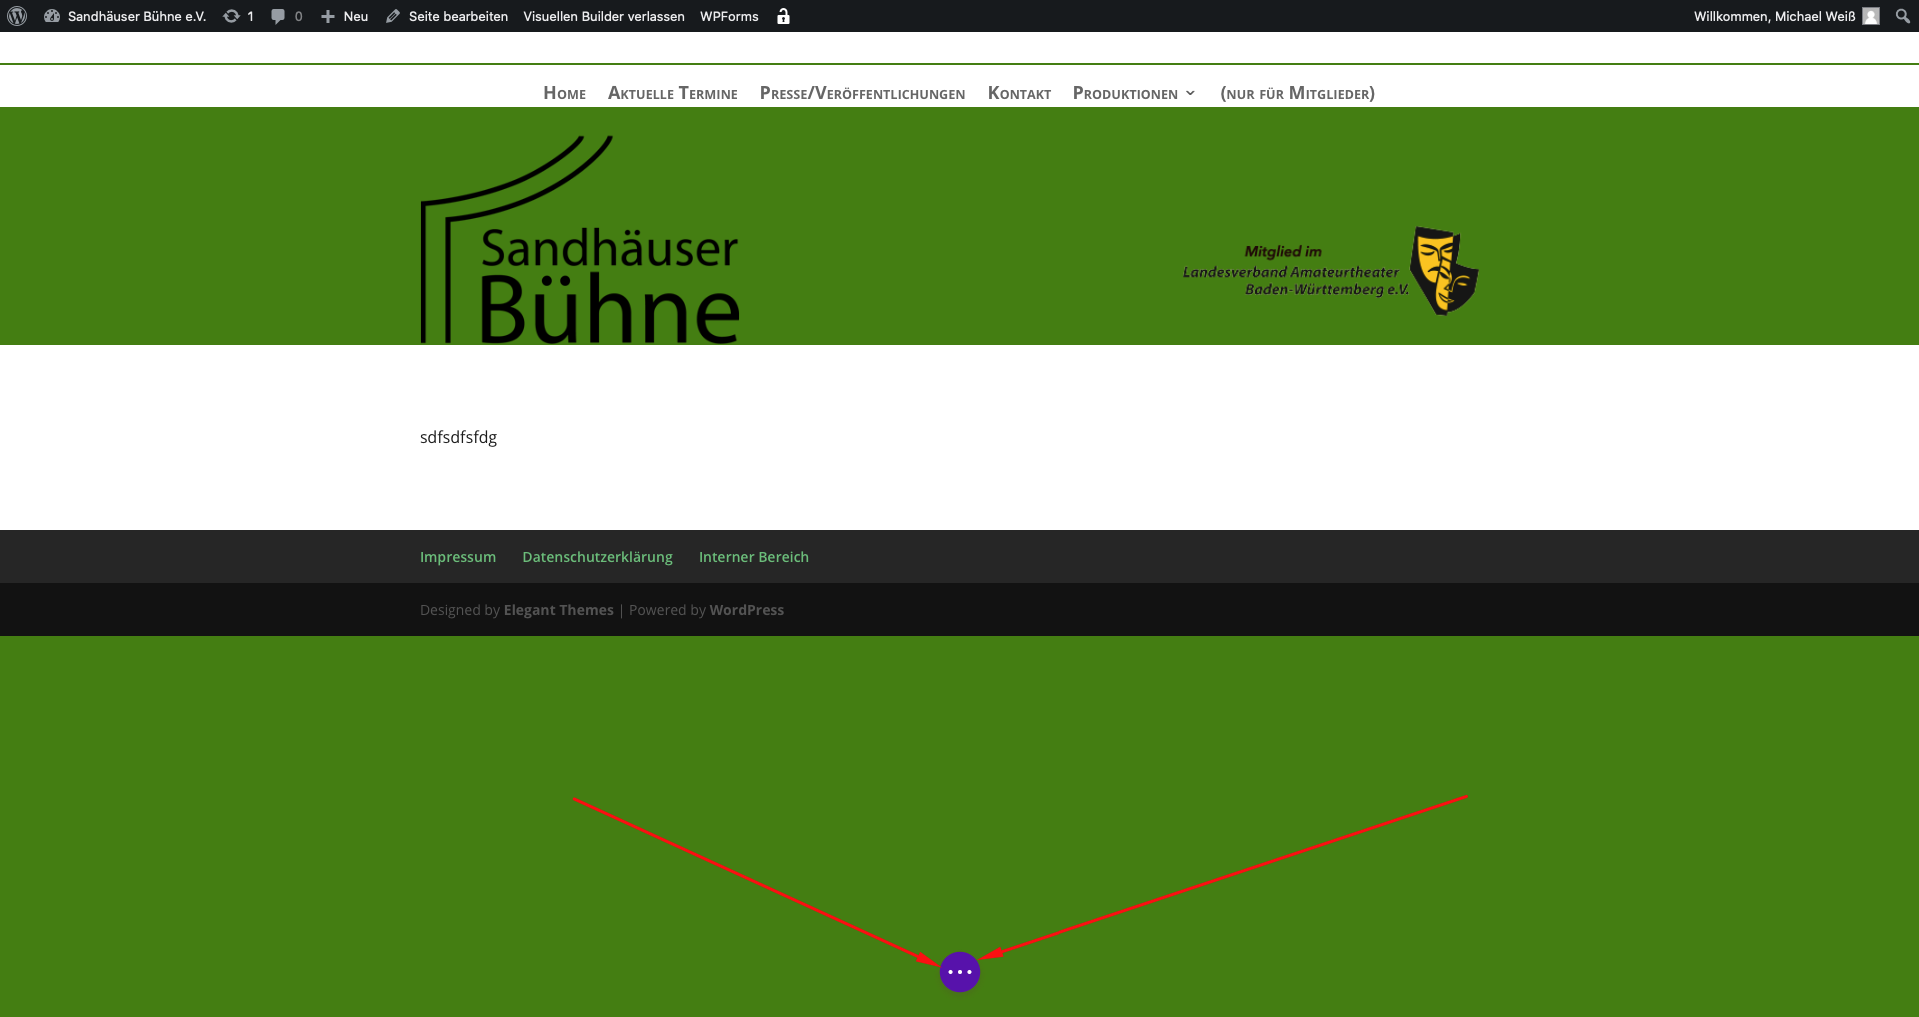 Sandhäuser Bühne e.V. 1 0 Neu Seite bearbeiten Visuellen Builder verlassen WPForms Willkommen, Michael Weiß
Home Aktuelle Termine Presse/Veröffentlichungen Kontakt Produktionen (nur für Mitglieder)
Sandhäuser
Bühne
Mitglied im
Landesverband Amateurtheater
Baden-Württemberg e.V.
sdfsdfsfdg
Impressum Datenschutzerklärung Interner Bereich
Designed by Elegant Themes | Powered by WordPress